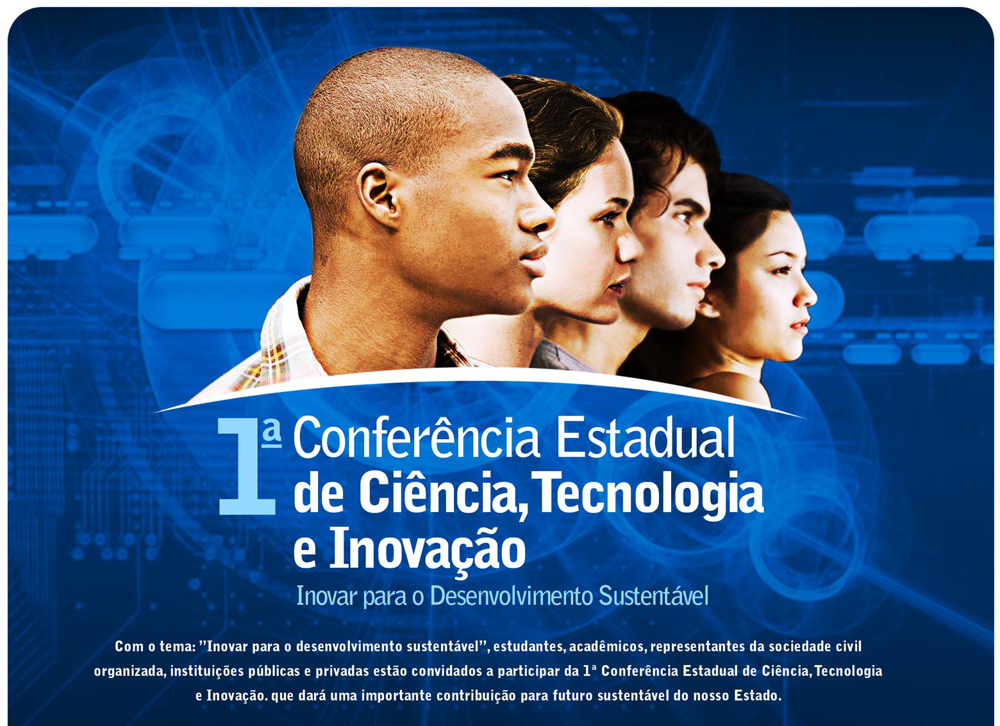 1ª Conferência Estadual
de Ciência, Tecnologia
e Inovação
Inovar para o Desenvolvimento Sustentável
Com o tema: ”Inovar para o desenvolvimento sustentável”, estudantes, acadêmicos, representantes da sociedade civil
organizada, instituições públicas e privadas estão convidados a participar da 1ª Conferência Estadual de Ciência, Tecnologia
e Inovação. que dará uma importante contribuição para futuro sustentável do nosso Estado.